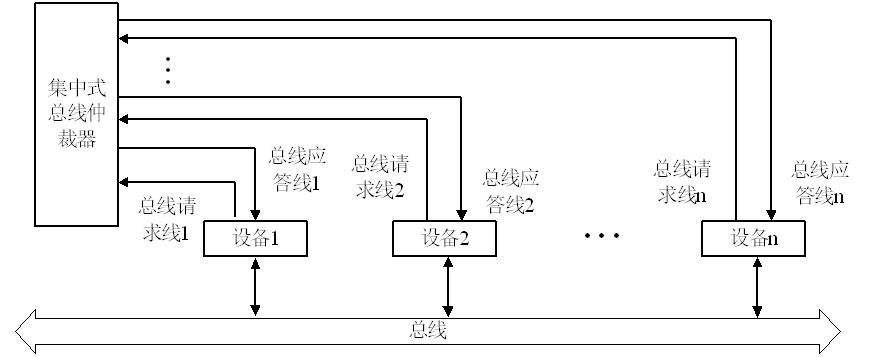 集中式
总线仲
裁器
总线请
求线1
总线应
答线1
总线请
求线2
总线应
答线2
总线请
求线n
总线应
答线n
设备1
设备2
设备n
总线